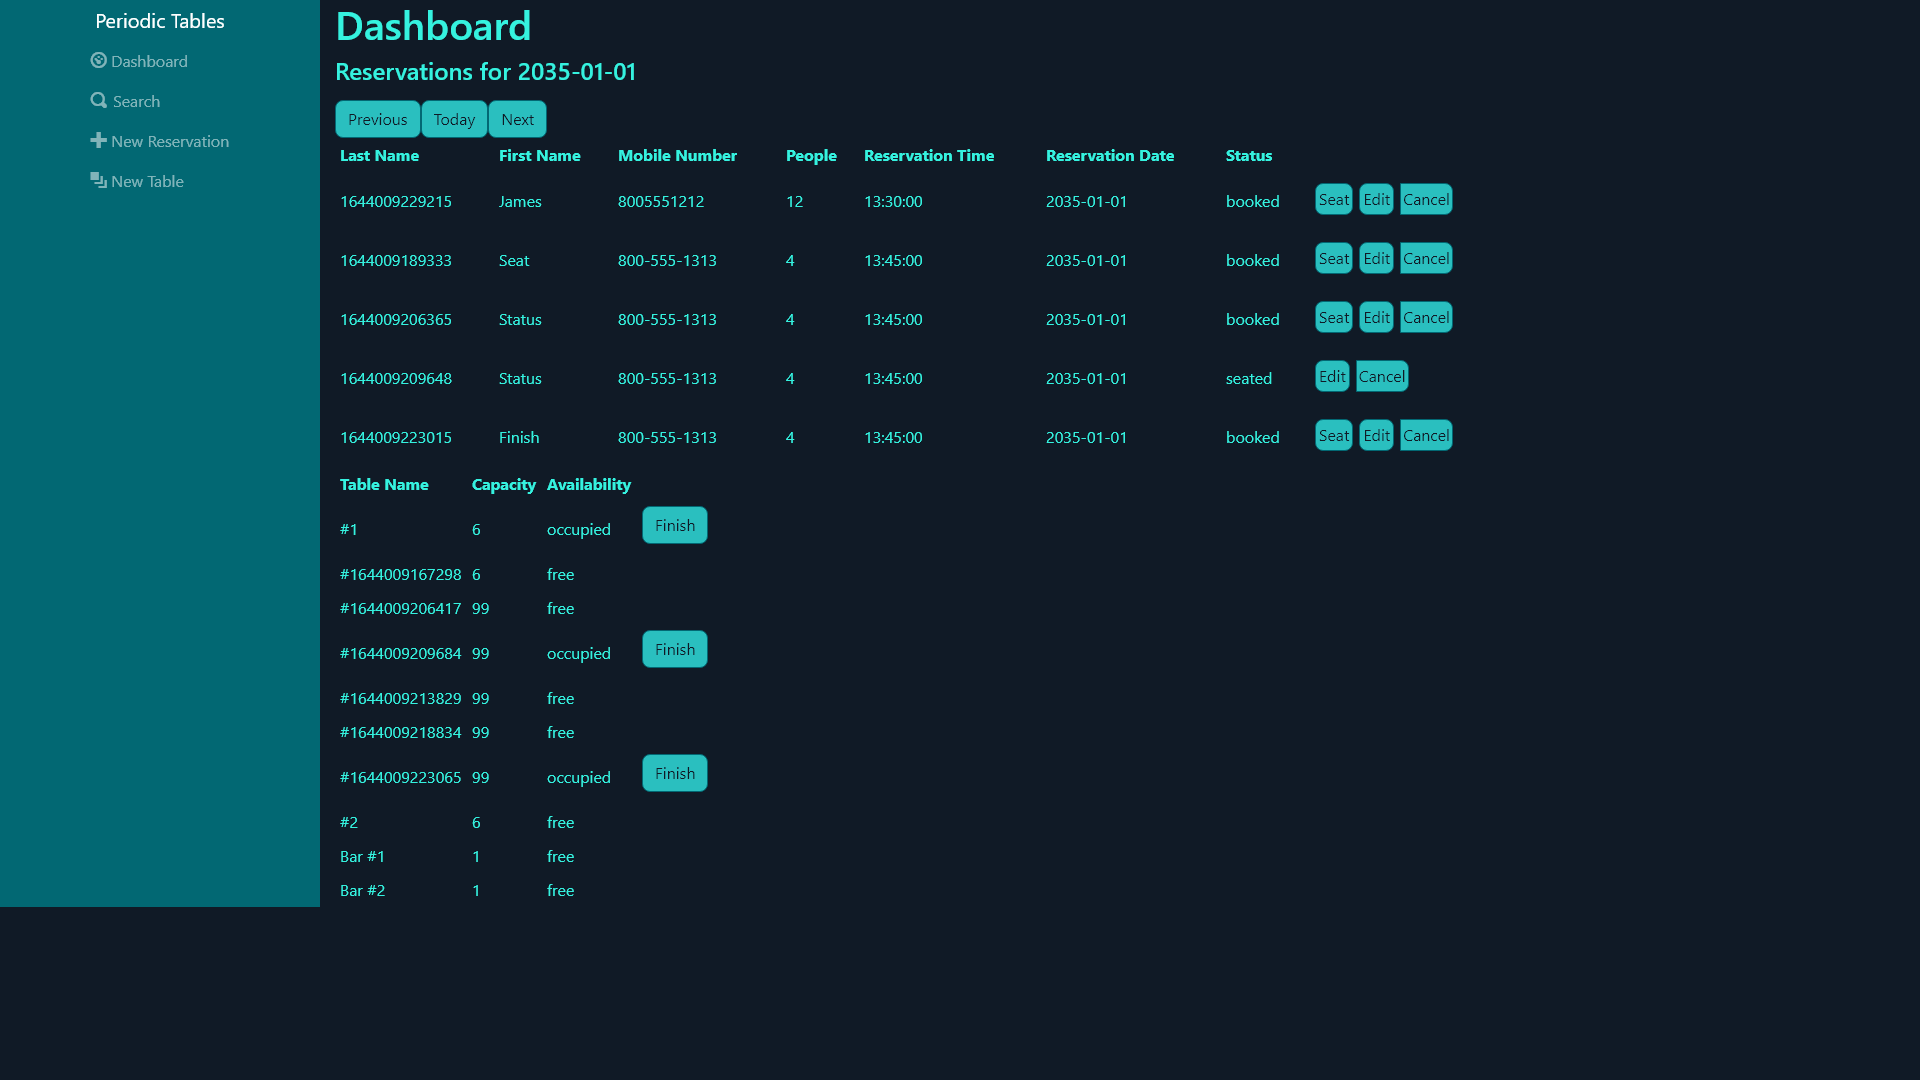 Periodic Tables
Dashboard
Search
New Reservation
New Table
Dashboard
Reservations for 2035-01-01
Previous Today Next
Last Name First Name Mobile Number People Reservation Time Reservation Date Status
1644009229215 James 8005551212 12 13:30:00 2035-01-01 booked Seat Edit Cancel
1644009189333 Seat 800-555-1313 4 13:45:00 2035-01-01 booked Seat Edit Cancel
1644009206365 Status 800-555-1313 4 13:45:00 2035-01-01 booked Seat Edit Cancel
1644009209648 Status 800-555-1313 4 13:45:00 2035-01-01 seated Edit Cancel
1644009223015 Finish 800-555-1313 4 13:45:00 2035-01-01 booked Seat Edit Cancel
Table Name Capacity Availability
#1 6 occupied Finish
#1644009167298 6 free
#1644009206417 99 free
#1644009209684 99 occupied Finish
#1644009213829 99 free
#1644009218834 99 free
#1644009223065 99 occupied Finish
#2 6 free
Bar #1 1 free
Bar #2 1 free